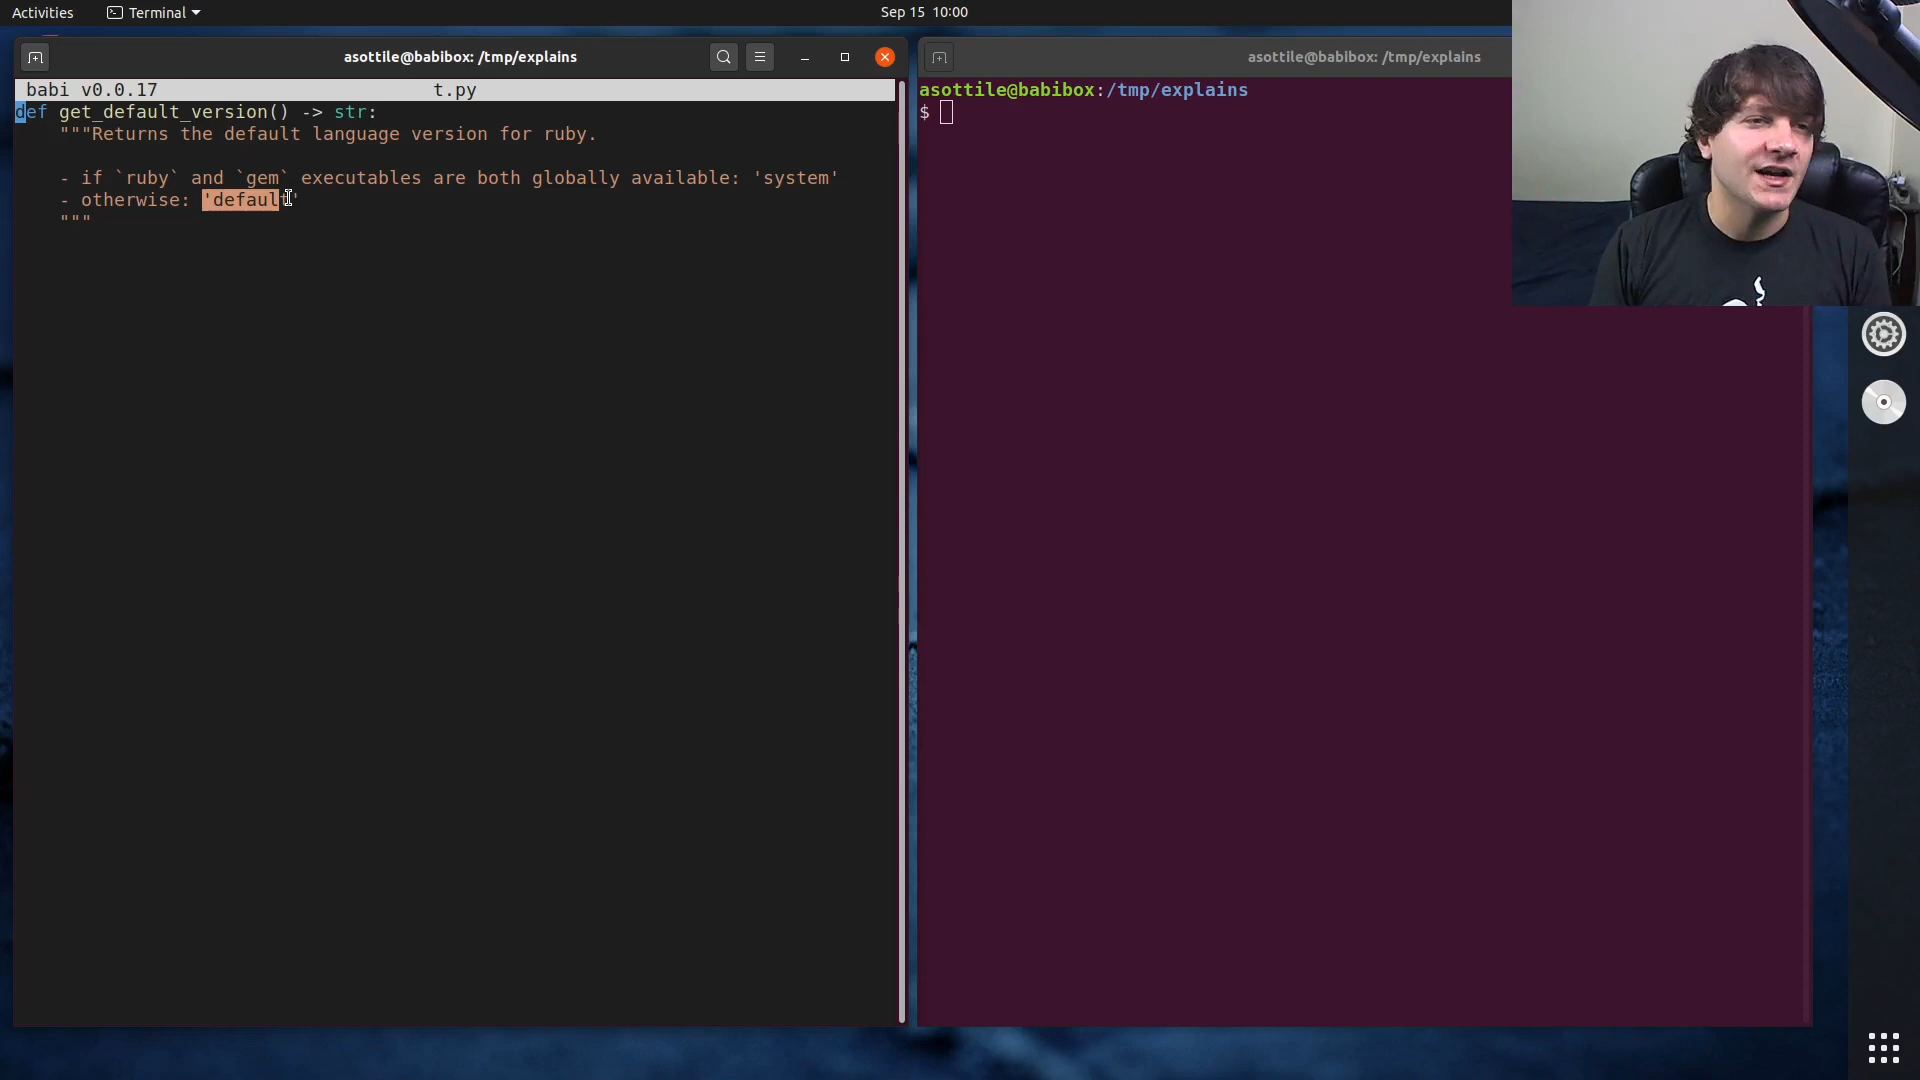 Activities
Terminal
Sep 15 10:00
asottile@babibox: /tmp/explains
babi v0.0.17 t.py
def get_default_version() -> str:
"""Returns the default language version for ruby.
- if `ruby` and `gem` executables are both globally available: 'system'
- otherwise: 'default'
"""
asottile@babibox: /tmp/explains
asottile@babibox:/tmp/explains
$